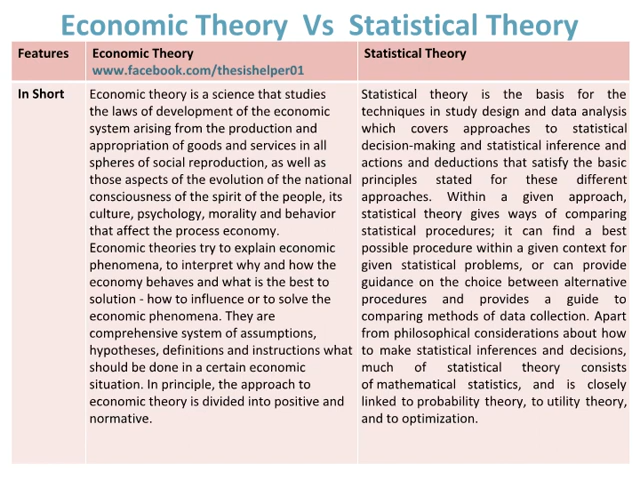 Economic Theory  Vs  Statistical Theory
Features
Economic Theory
www.facebook.com/thesishelper01
Statistical Theory
In Short
Economic theory is a science that studies
the laws of development of the economic
system arising from the production and
appropriation of goods and services in all
spheres of social reproduction, as well as
those aspects of the evolution of the national
consciousness of the spirit of the people, its
culture, psychology, morality and behavior
that affect the process economy.
Economic theories try to explain economic
phenomena, to interpret why and how the
economy behaves and what is the best to
solution - how to influence or to solve the
economic phenomena. They are
comprehensive system of assumptions,
hypotheses, definitions and instructions what
should be done in a certain economic
situation. In principle, the approach to
economic theory is divided into positive and
normative.
Statistical theory is the basis for the
techniques in study design and data analysis
which covers approaches to statistical
decision-making and statistical inference and
actions and deductions that satisfy the basic
principles stated for these different
approaches. Within a given approach,
statistical theory gives ways of comparing
statistical procedures; it can find a best
possible procedure within a given context for
given statistical problems, or can provide
guidance on the choice between alternative
procedures and provides a guide to
comparing methods of data collection. Apart
from philosophical considerations about how
to make statistical inferences and decisions,
much of statistical theory consists
of mathematical statistics, and is closely
linked to probability theory, to utility theory,
and to optimization.